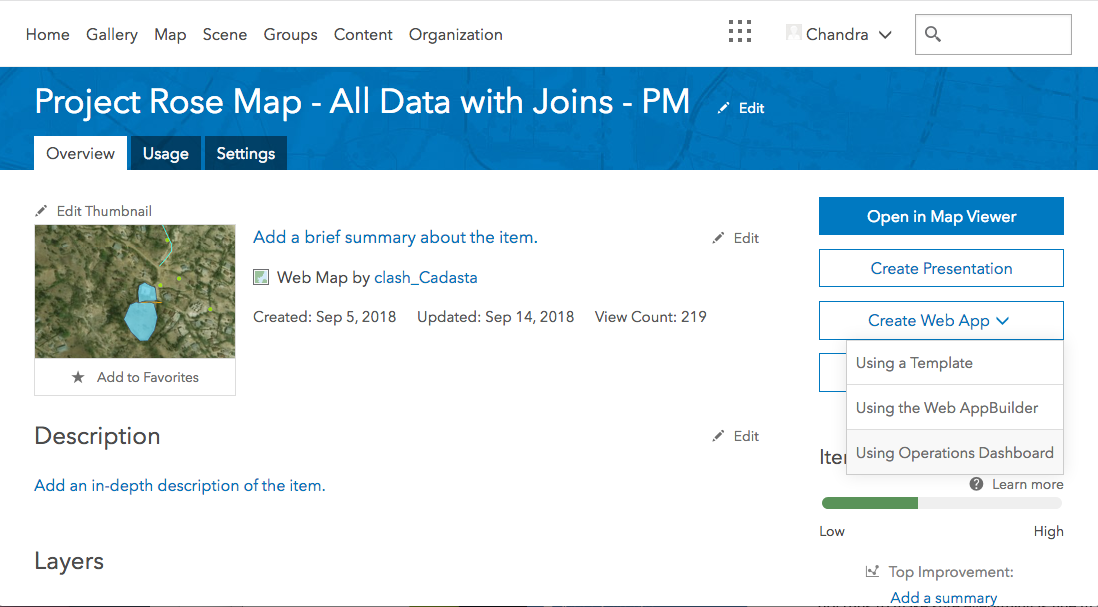 Home Gallery Map Scene Groups Content Organization Chandra
Project Rose Map - All Data with Joins - PM Edit
Overview Usage Settings
Edit Thumbnail
Add a brief summary about the item. Edit
Web Map by clash_Cadasta
Created: Sep 5, 2018 Updated: Sep 14, 2018 View Count: 219
Add to Favorites
Description Edit
Add an in-depth description of the item.
Layers
Open in Map Viewer
Create Presentation
Create Web App
Using a Template
Using the Web AppBuilder
Using Operations Dashboard
Learn more
Low High
Top Improvement:
Add a summary